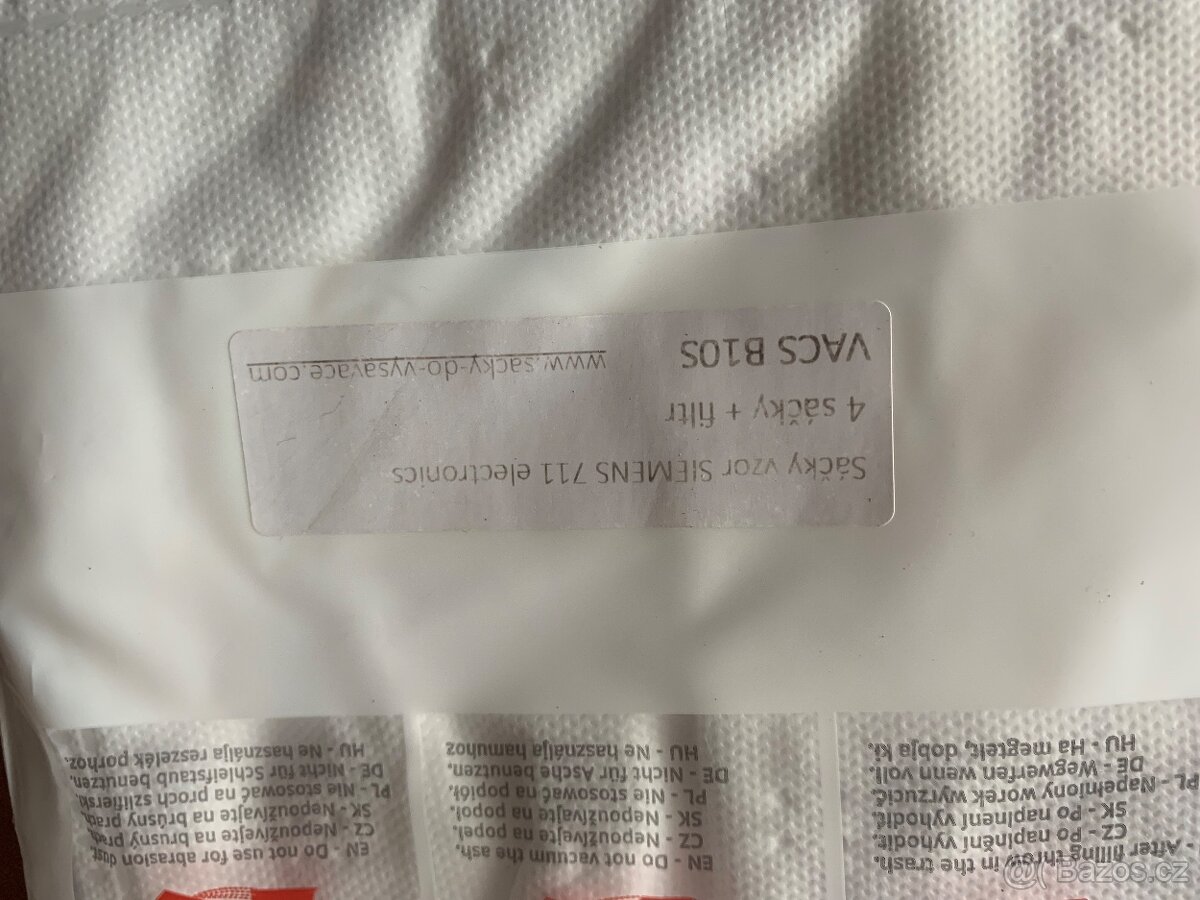 Sáčky vzor SIEMENS 711 electronics
4 sáčky + filtr
VACS B10S www.sacky-do-vysavace.com
- After filling throw in the trash.
CZ - Po naplnění vyhodit.
SK - Po naplnení vyhodiť.
PL - Napełniony worek wyrzucić.
DE - Wegwerfen wenn voll.
HU - Ha megtelt, dobja ki.
EN - Do not vacuum the ash.
CZ - Nepoužívejte na popel.
SK - Nepoužívajte na popol.
PL - Nie stosować na popiół.
DE - Nicht für Asche benutzen.
HU - Ne használja hamuhoz
EN - Do not use for abrasion dust.
CZ - Nepoužívejte na brusný prach.
SK - Nepoužívajte na brúsny prach.
PL - Nie stosować na proch szlifierski
DE - Nicht für Schleifstaub benutzen.
HU - Ne használja reszelék porhoz.
Bazos.cz